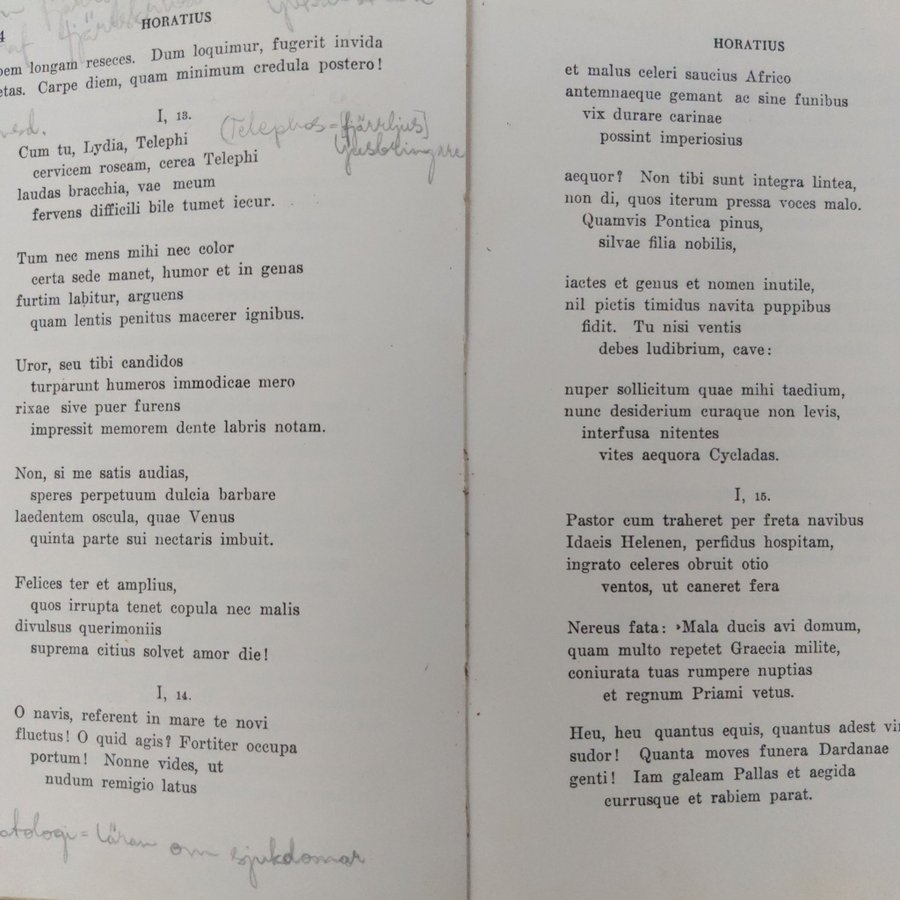 HORATIUS
longam reseces. Dum loquimur, fugerit invida
etas. Carpe diem, quam minimum credula postero!
I, 13.
(Telephos = fjärrljus)
ljusbringare
Cum tu, Lydia, Telephi
cervicem roseam, cerea Telephi
laudas bracchia, vae meum
fervens difficili bile tumet iecur.
Tum nec mens mihi nec color
certa sede manet, humor et in genas
furtim labitur, arguens
quam lentis penitus macerer ignibus.
Uror, seu tibi candidos
turparunt humeros immodicae mero
rixae sive puer furens
impressit memorem dente labris notam.
Non, si me satis audias,
speres perpetuum dulcia barbare
laedentem oscula, quae Venus
quinta parte sui nectaris imbuit.
Felices ter et amplius,
quos irrupta tenet copula nec malis
divulsus querimoniis
suprema citius solvet amor die!
I, 14.
O navis, referent in mare te novi
fluctus! O quid agis? Fortiter occupa
portum! Nonne vides, ut
nudum remigio latus
atologi = läran om sjukdomar
HORATIUS
et malus celeri saucius Africo
antemnaeque gemant ac sine funibus
vix durare carinae
possint imperiosius
aequor? Non tibi sunt integra lintea,
non di, quos iterum pressa voces malo.
Quamvis Pontica pinus,
silvae filia nobilis,
iactes et genus et nomen inutile,
nil pictis timidus navita puppibus
fidit. Tu nisi ventis
debes ludibrium, cave:
nuper sollicitum quae mihi taedium,
nunc desiderium curaque non levis,
interfusa nitentes
vites aequora Cycladas.
I, 15.
Pastor cum traheret per freta navibus
Idaeis Helenen, perfidus hospitam,
ingrato celeres obruit otio
ventos, ut caneret fera
Nereus fata: »Mala ducis avi domum,
quam multo repetet Graecia milite,
coniurata tuas rumpere nuptias
et regnum Priami vetus.
Heu, heu quantus equis, quantus adest
sudor! Quanta moves funera Dardanae
genti! Iam galeam Pallas et aegida
currusque et rabiem parat.